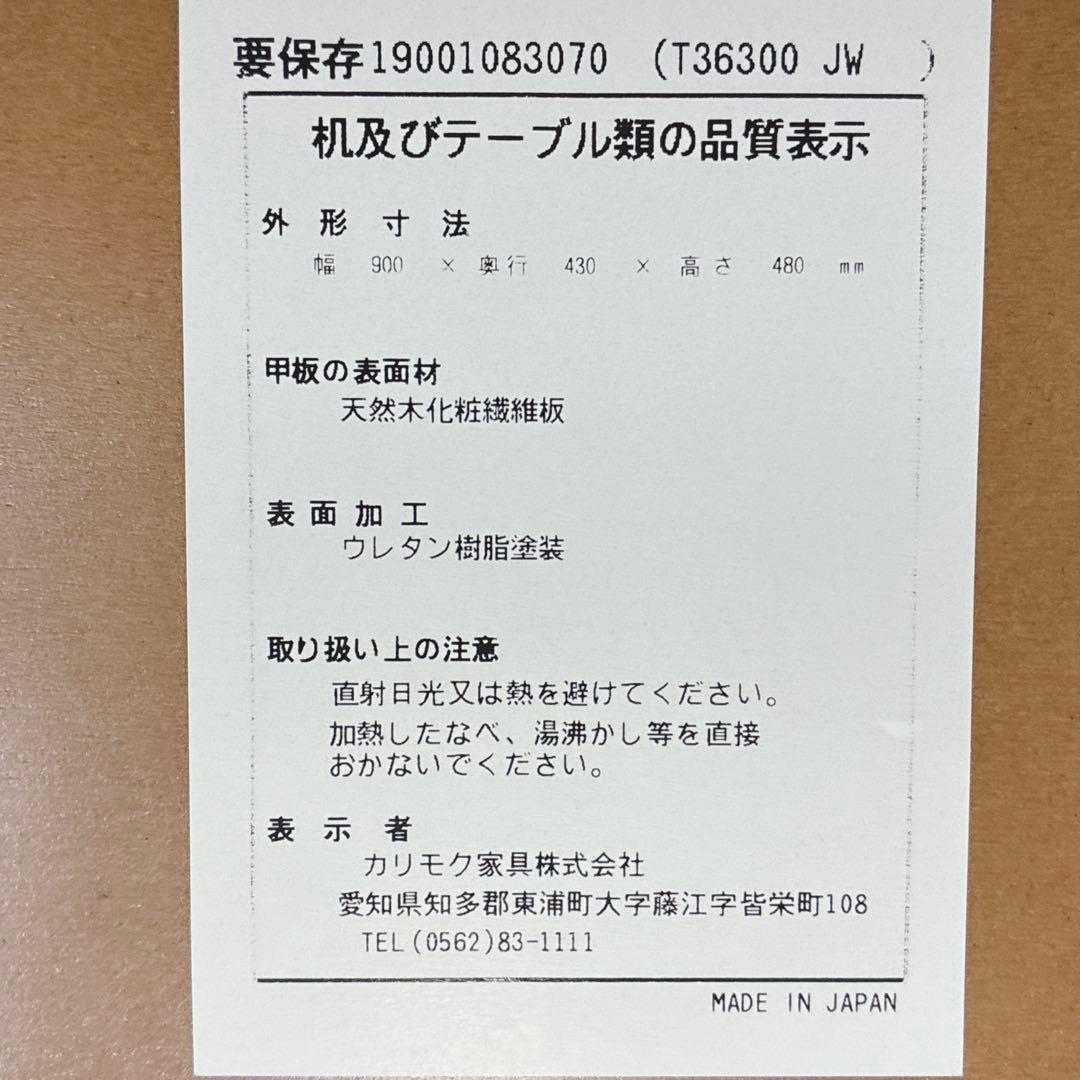 要保存19001083070 (T36300 JW )
机及びテーブル類の品質表示
外形寸法
幅 900 × 奥行 430 × 高さ 480 mm
甲板の表面材
天然木化粧繊維板
表面加工
ウレタン樹脂塗装
取り扱い上の注意
直射日光又は熱を避けてください。
加熱したなべ、湯沸かし等を直接
おかないでください。
表示者
カリモク家具株式会社
愛知県知多郡東浦町大字藤江字皆栄町108
TEL(0562)83-1111
MADE IN JAPAN